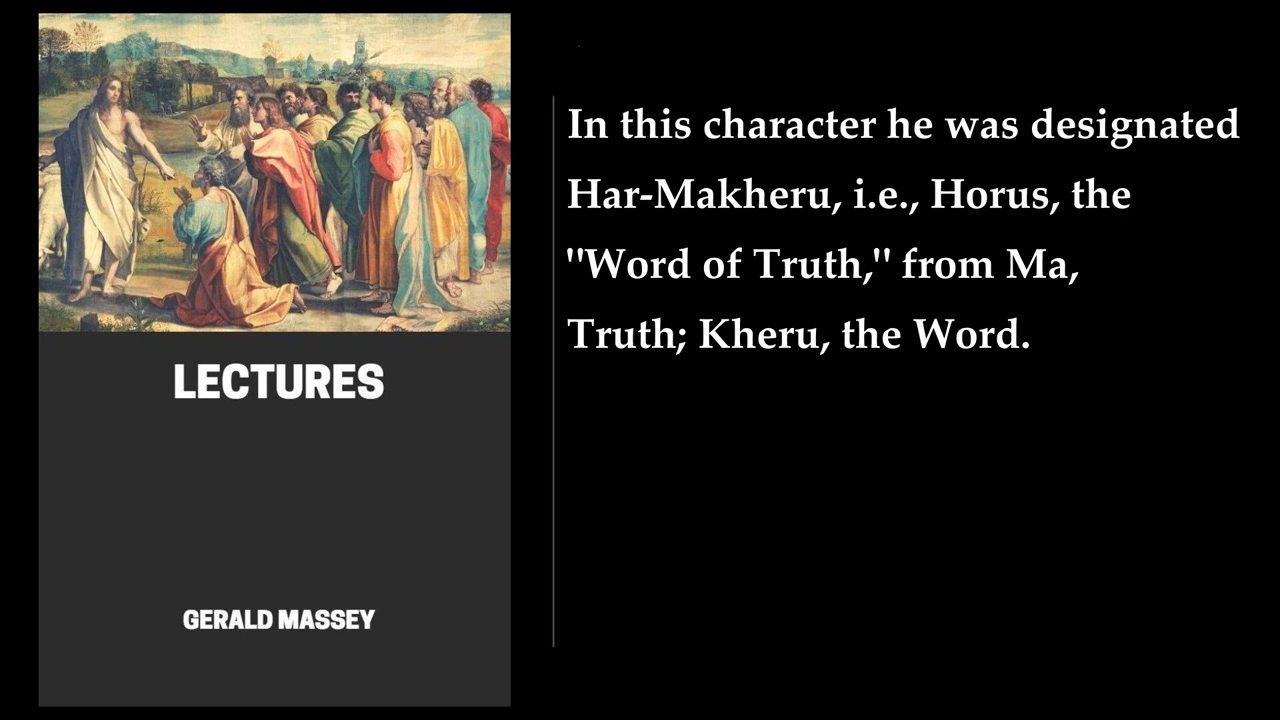 LECTURES
GERALD MASSEY
In this character he was designated
Har-Makheru, i.e., Horus, the
"Word of Truth," from Ma,
Truth; Kheru, the Word.